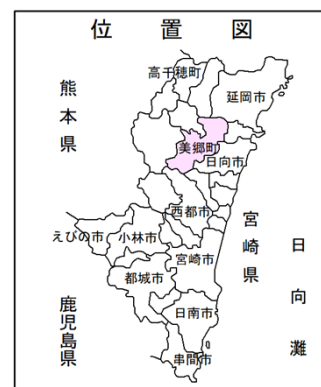 位置図
高千穂町
延岡市
熊本県
美郷町
日向市
西都市
宮崎県
えびの市
小林市
宮崎市
日向灘
都城市
鹿児島県
日南市
串間市